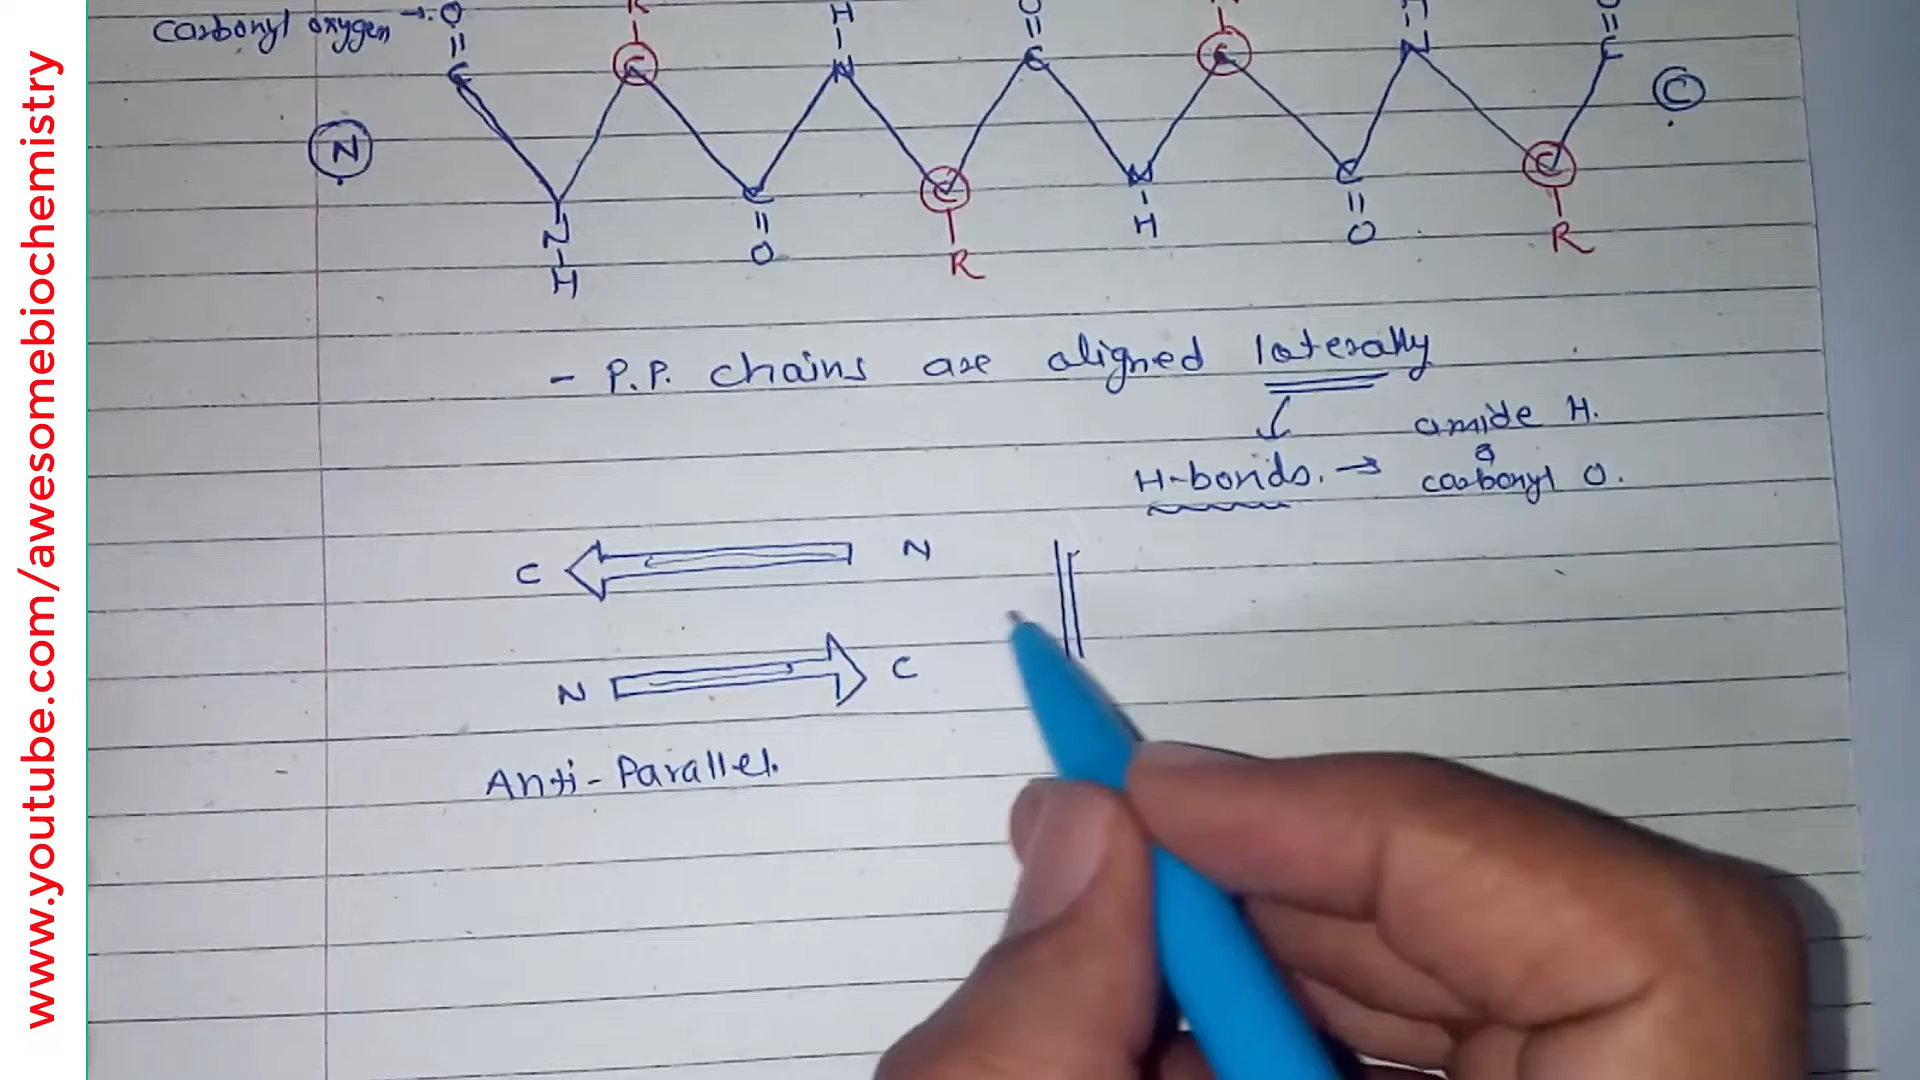 www.youtube.com/awesomebiochemistry
carbonyl oxygen → O
R H O
C C N C C N C
N C
N C C N C C
H O R H O R
- P.P. chains are aligned laterally
amide H.
&
H-bonds. → carbonyl O.
C N
N C
Anti-Parallel.